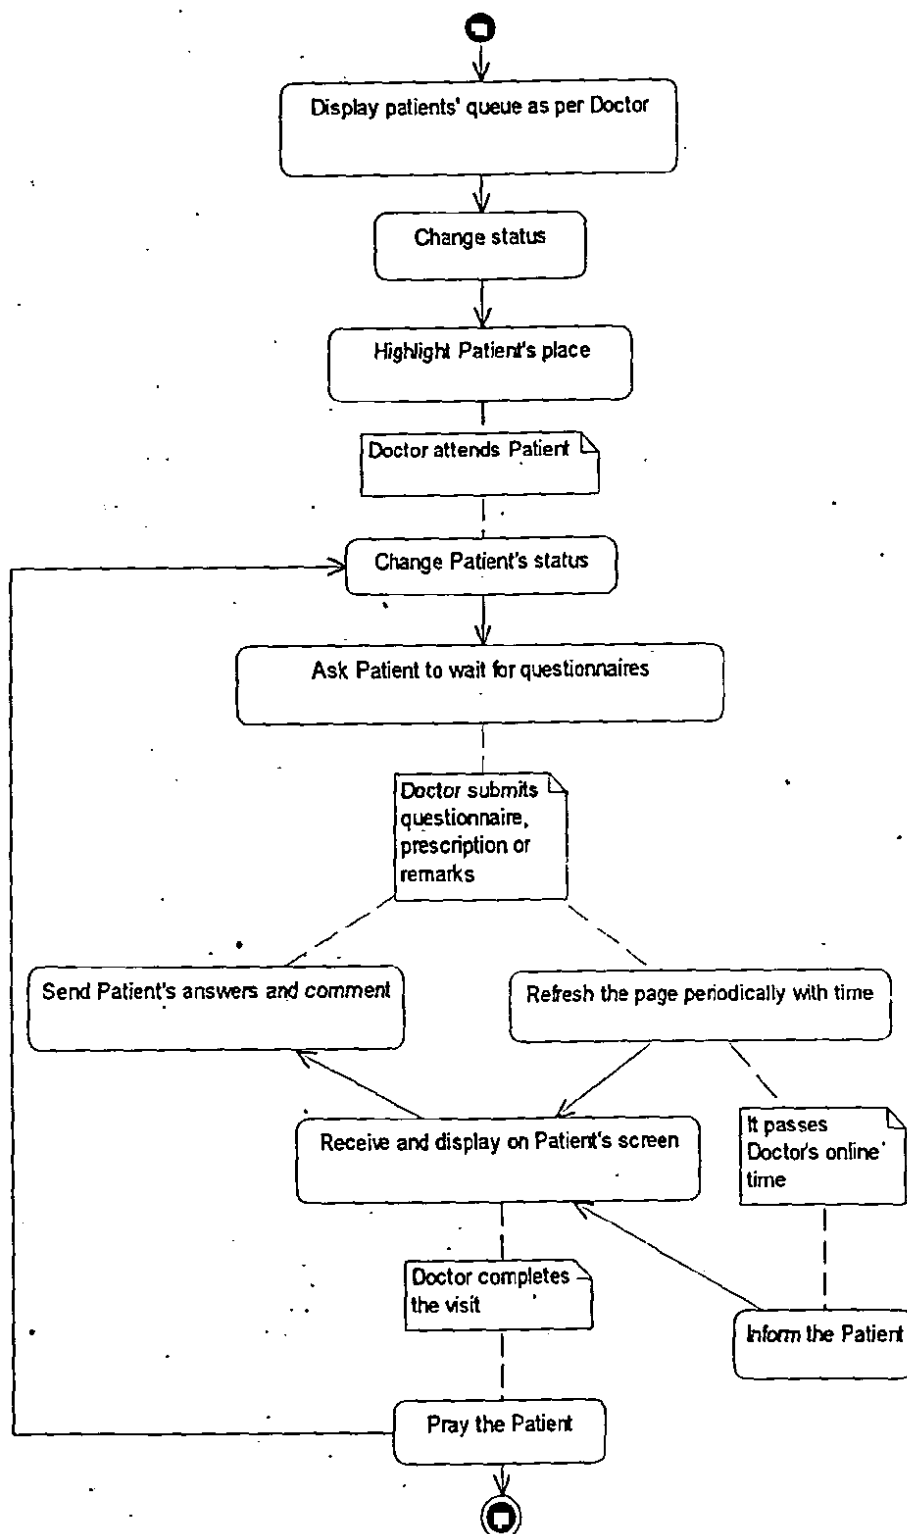 Display patients' queue as per Doctor
Change status
Highlight Patient's place
Doctor attends Patient
Change Patient's status
Ask Patient to wait for questionnaires
Doctor submits
questionnaire,
prescription or
remarks
Send Patient's answers and comment
Refresh the page periodically with time
Receive and display on Patient's screen
It passes
Doctor's online
time
Doctor completes
the visit
Inform the Patient
Pray the Patient